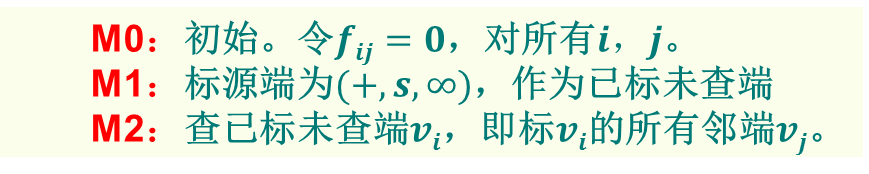 M0：初始。令f_{ij} = 0，对所有i，j。
M1：标源端为(+, s, ∞)，作为已标未查端
M2：查已标未查端v_i，即标v_i的所有邻端v_j。